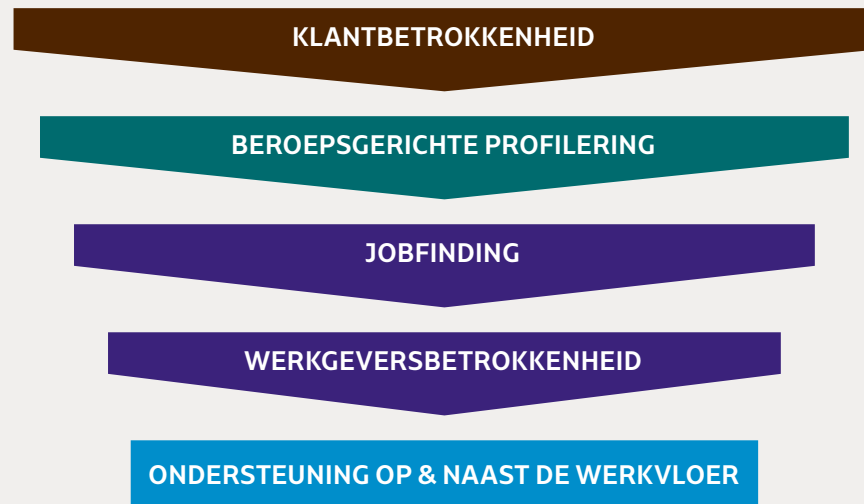 KLANTBETROKKENHEID
BEROEPSGERICHTE PROFILERING
JOBFINDING
WERKGEVERSBETROKKENHEID
ONDERSTEUNING OP & NAAST DE WERKVLOER